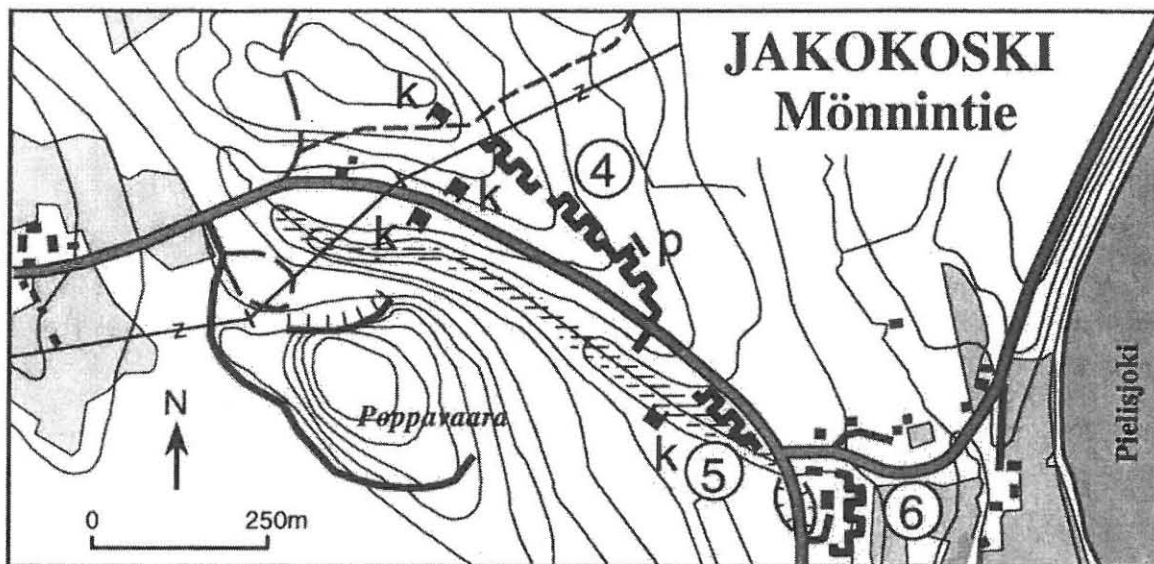 JAKOKOSKI
Mönnintie
k
z
4
k
p
k
z
N
Poppavaara
Pielisjoki
k
5
6
0 250m